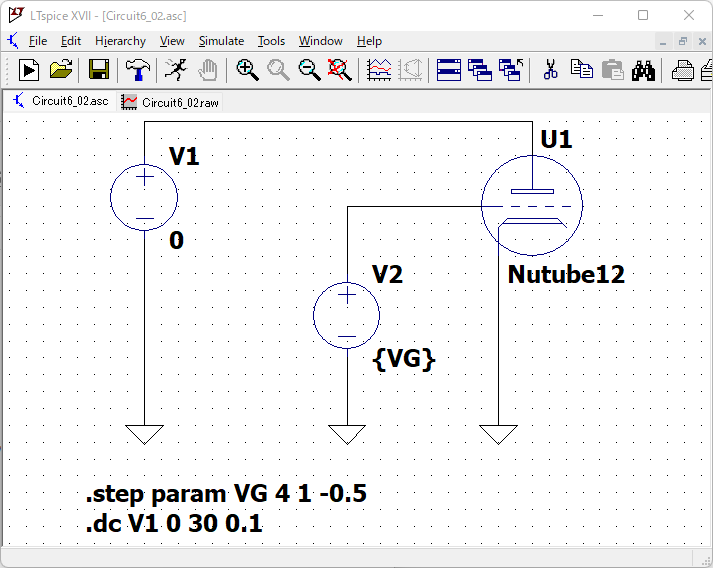 LTspice XVII - [Circuit6_02.asc]
File Edit Hierarchy View Simulate Tools Window Help
Circuit6_02.asc Circuit6_02.raw
U1
V1
0
V2
Nutube12
{VG}
.step param VG 4 1 -0.5
.dc V1 0 30 0.1